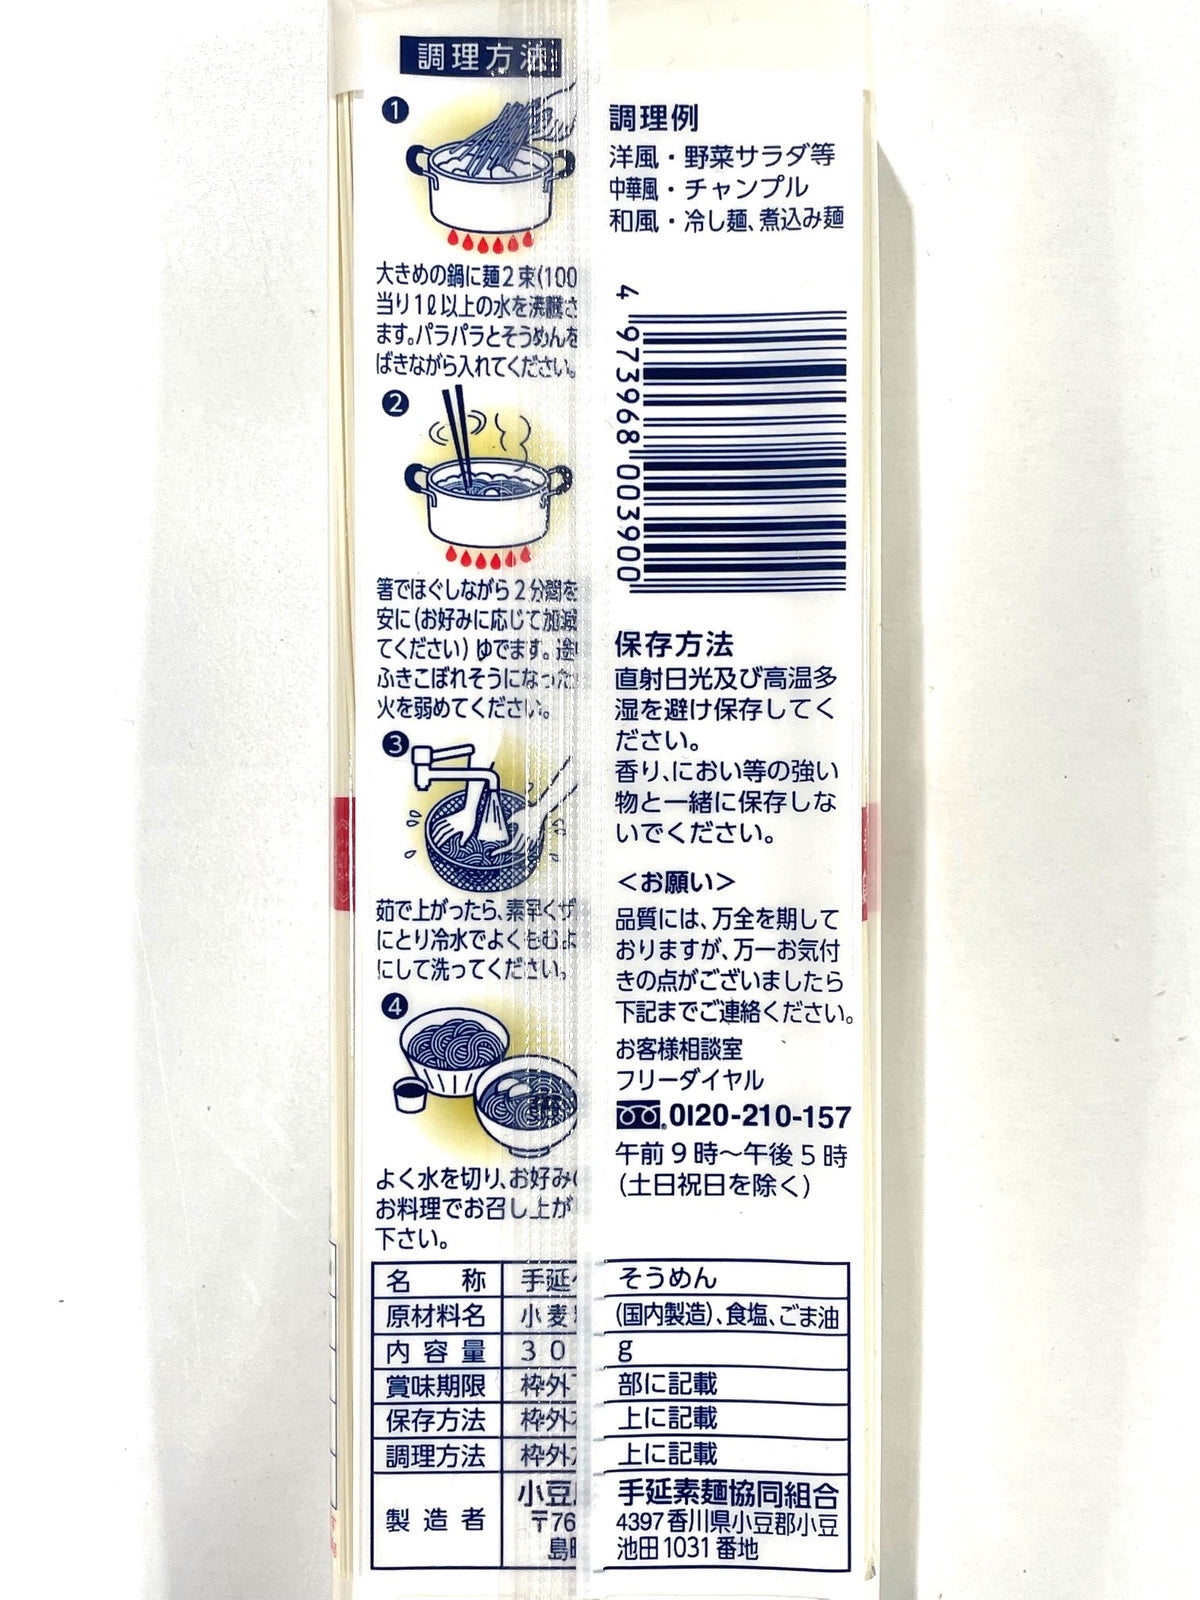 調理方法
1
大きめの鍋に麺2束(100
当り1ℓ以上の水を沸騰さ
ます。パラパラとそうめんを
ばきながら入れてください。
2
箸でほぐしながら2分間を
安に(お好みに応じて加減
てください)ゆでます。途
ふきこぼれそうになった
火を弱めてください。
3
茹で上がったら、素早くザ
にとり冷水でよくもむよ
にして洗ってください。
4
よく水を切り、お好み
お料理でお召し上が
下さい。
調理例
洋風・野菜サラダ等
中華風・チャンプル
和風・冷し麺、煮込み麺
4 973968 003900
保存方法
直射日光及び高温多
湿を避け保存してく
ださい。
香り、におい等の強い
物と一緒に保存しな
いでください。
<お願い>
品質には、万全を期して
おりますが、万一お気付
きの点がございましたら
下記までご連絡ください。
お客様相談室
フリーダイヤル
0120-210-157
午前9時～午後5時
(土日祝日を除く)
名称 手延 そうめん
原材料名 小麦 (国内製造)、食塩、ごま油
内容量 30 g
賞味期限 枠外 部に記載
保存方法 枠外 上に記載
調理方法 枠外 上に記載
製造者 小豆 手延素麺協同組合
〒76 4397香川県小豆郡小豆
島 池田1031番地